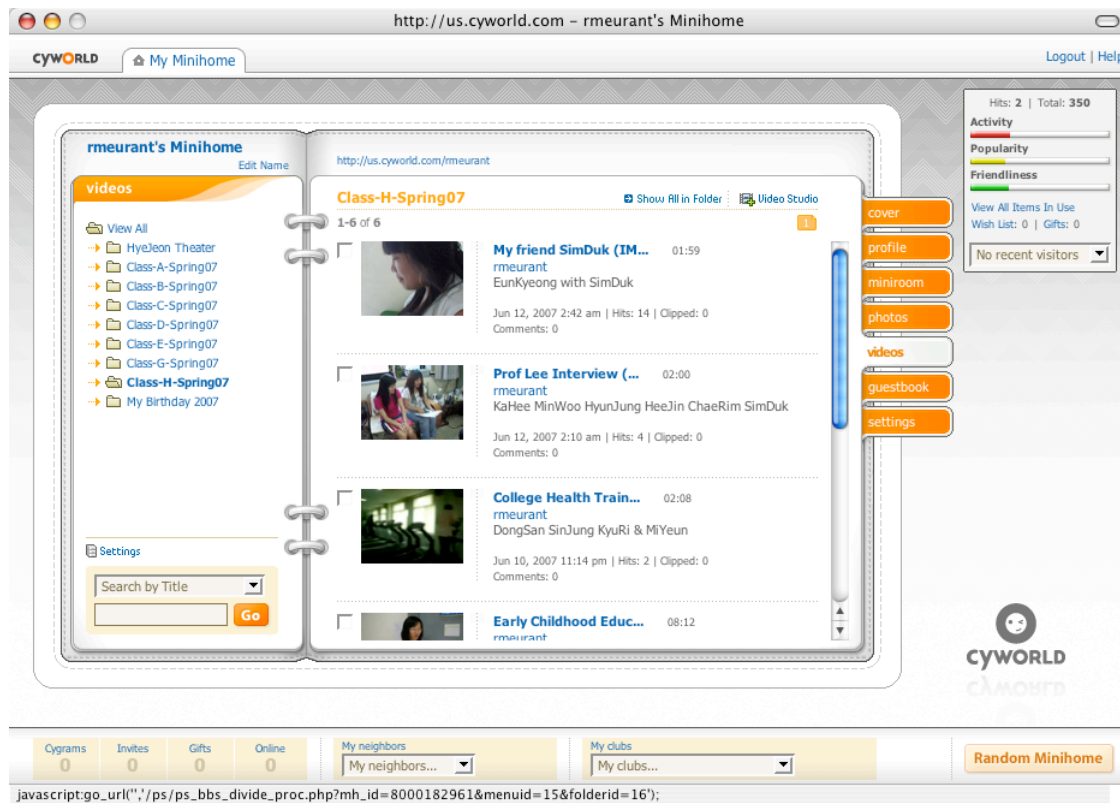 http://us.cyworld.com – rmeurant's Minihome
CYWORLD
My Minihome
Logout | Help
Hits: 2 | Total: 350
Activity
Popularity
Friendliness
View All Items In Use
Wish List: 0 | Gifts: 0
No recent visitors
rmeurant's Minihome
Edit Name
http://us.cyworld.com/rmeurant
videos
View All
HyeJeon Theater
Class-A-Spring07
Class-B-Spring07
Class-C-Spring07
Class-D-Spring07
Class-E-Spring07
Class-G-Spring07
Class-H-Spring07
My Birthday 2007
Settings
Search by Title
Go
Class-H-Spring07
Show All in Folder
Video Studio
1-6 of 6
1
My friend SimDuk (IM... 01:59
rmeurant
EunKyeong with SimDuk
Jun 12, 2007 2:42 am | Hits: 14 | Clipped: 0
Comments: 0
Prof Lee Interview (... 02:00
rmeurant
KaHee MinWoo HyunJung HeeJin ChaeRim SimDuk
Jun 12, 2007 2:10 am | Hits: 4 | Clipped: 0
Comments: 0
College Health Train... 02:08
rmeurant
DongSan SinJung KyuRi & MiYeun
Jun 10, 2007 11:14 pm | Hits: 2 | Clipped: 0
Comments: 0
Early Childhood Educ... 08:12
rmeurant
cover
profile
miniroom
photos
videos
guestbook
settings
CYWORLD
Cygrams
0
Invites
0
Gifts
0
Online
0
My neighbors
My neighbors...
My clubs
My clubs...
Random Minihome
javascript:go_url('','/ps/ps_bbs_divide_proc.php?mh_id=8000182961&menuid=15&folderid=16');